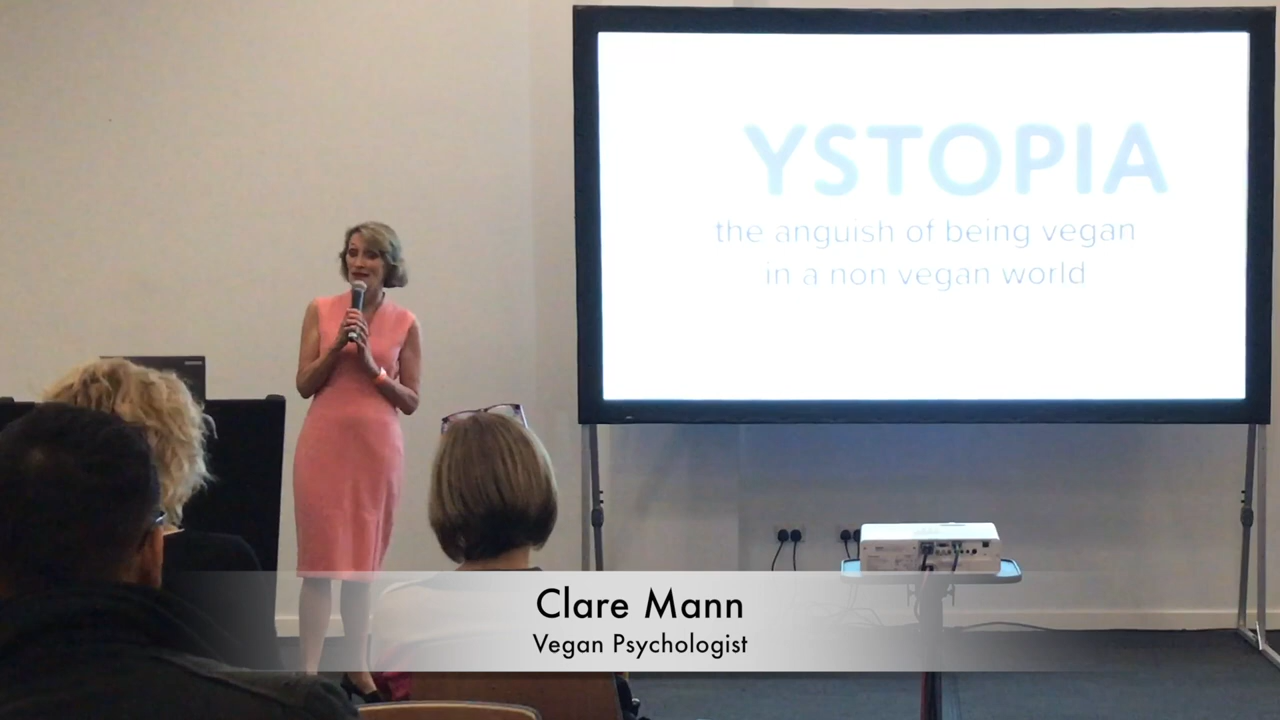 YSTOPIA
the anguish of being vegan
in a non vegan world
Clare Mann
Vegan Psychologist